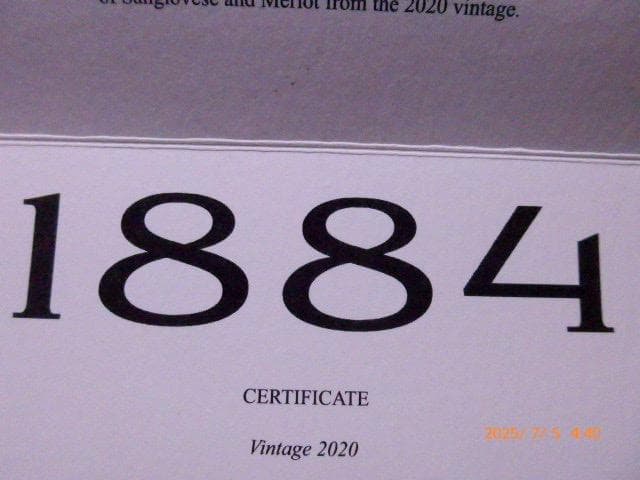 of Sangiovese and Merlot from the 2020 vintage.
1884
CERTIFICATE
Vintage 2020
2025/ 7/ 5 4:40